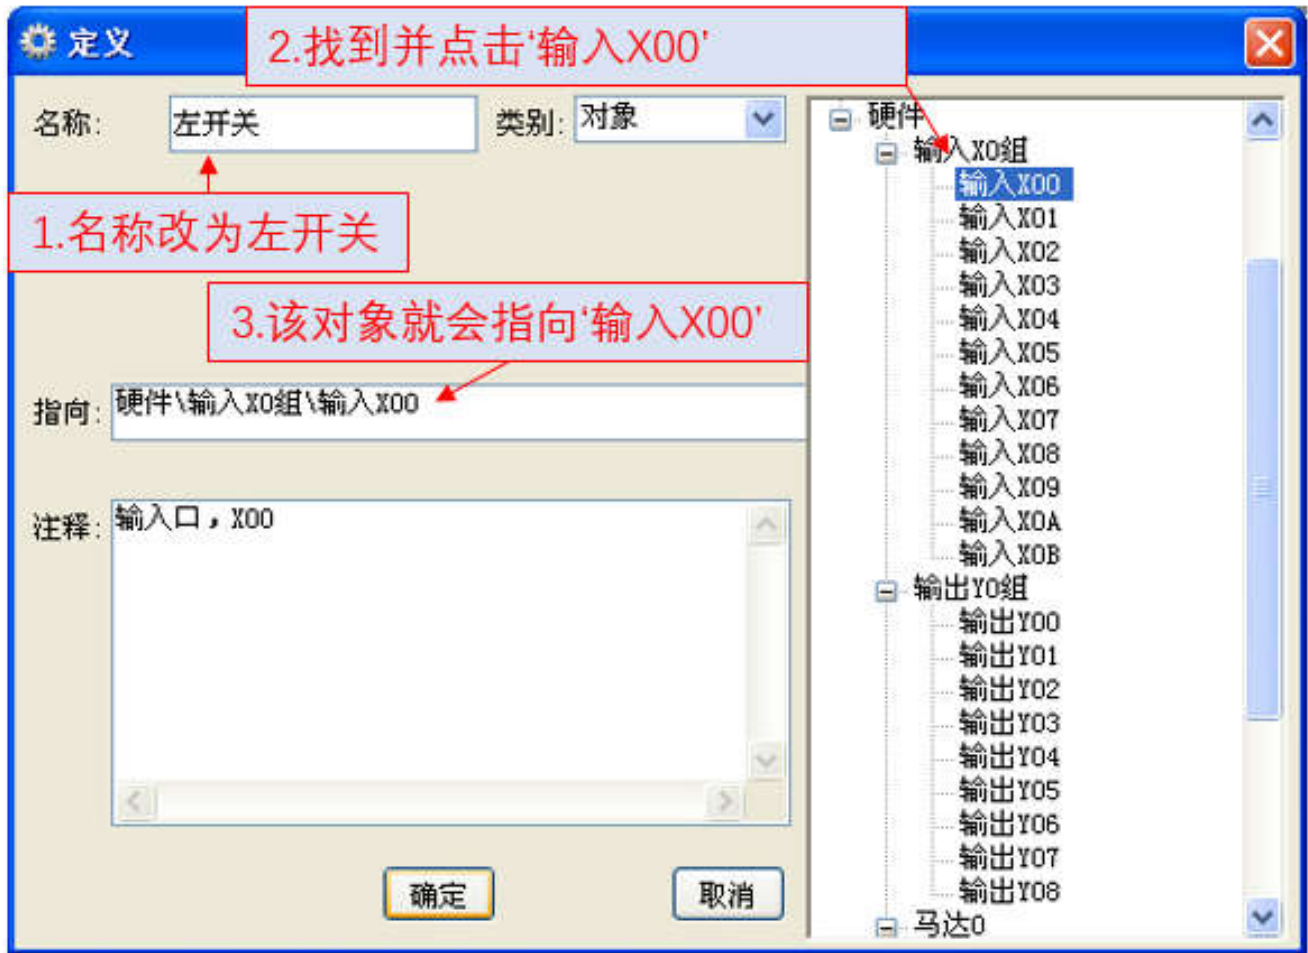 定义
2.找到并点击‘输入X00’
名称:
左开关
类别:
对象
1.名称改为左开关
3.该对象就会指向‘输入X00’
指向:
硬件\输入X0组\输入X00
注释:
输入口，X00
确定
取消
硬件
输入X0组
输入X00
输入X01
输入X02
输入X03
输入X04
输入X05
输入X06
输入X07
输入X08
输入X09
输入X0A
输入X0B
输出Y0组
输出Y00
输出Y01
输出Y02
输出Y03
输出Y04
输出Y05
输出Y06
输出Y07
输出Y08
马达0